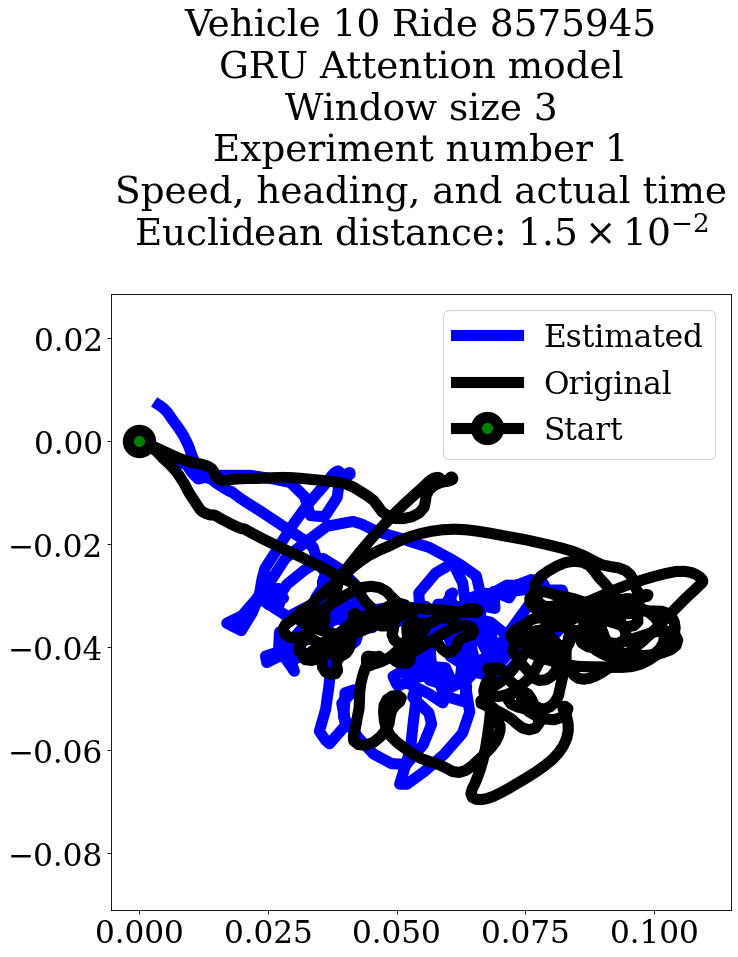 Vehicle 10 Ride 8575945
GRU Attention model
Window size 3
Experiment number 1
Speed, heading, and actual time
Euclidean distance: 1.5 × 10⁻²
Estimated
Original
Start
0.02
0.00
−0.02
−0.04
−0.06
−0.08
0.000 0.025 0.050 0.075 0.100